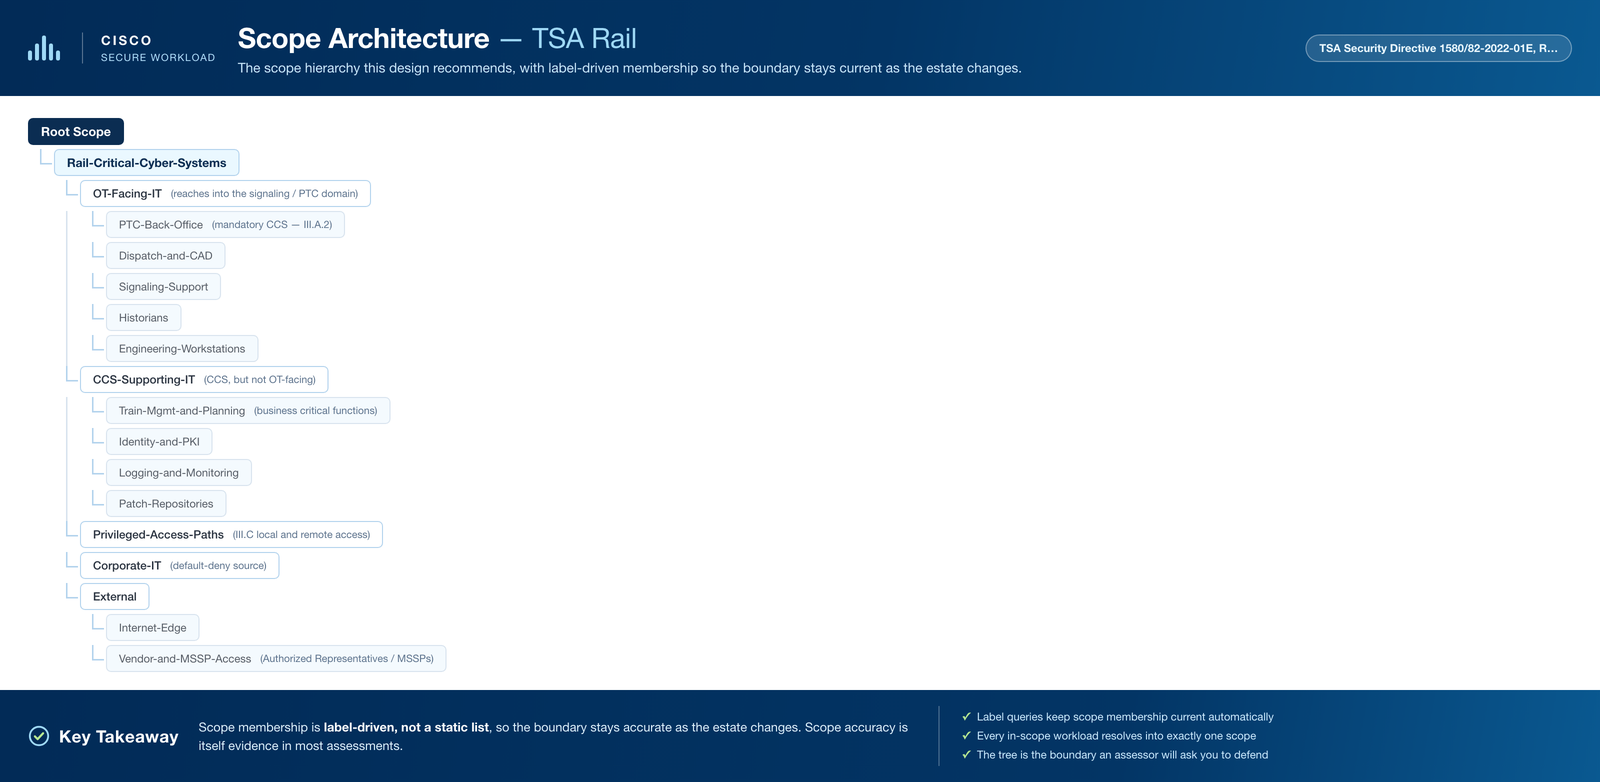 CISCO
SECURE WORKLOAD
Scope Architecture — TSA Rail
The scope hierarchy this design recommends, with label-driven membership so the boundary stays current as the estate changes.
TSA Security Directive 1580/82-2022-01E, R...
Root Scope
Rail-Critical-Cyber-Systems
OT-Facing-IT (reaches into the signaling / PTC domain)
PTC-Back-Office (mandatory CCS — III.A.2)
Dispatch-and-CAD
Signaling-Support
Historians
Engineering-Workstations
CCS-Supporting-IT (CCS, but not OT-facing)
Train-Mgmt-and-Planning (business critical functions)
Identity-and-PKI
Logging-and-Monitoring
Patch-Repositories
Privileged-Access-Paths (III.C local and remote access)
Corporate-IT (default-deny source)
External
Internet-Edge
Vendor-and-MSSP-Access (Authorized Representatives / MSSPs)
Key Takeaway
Scope membership is label-driven, not a static list, so the boundary stays accurate as the estate changes. Scope accuracy is
itself evidence in most assessments.
✓ Label queries keep scope membership current automatically
✓ Every in-scope workload resolves into exactly one scope
✓ The tree is the boundary an assessor will ask you to defend